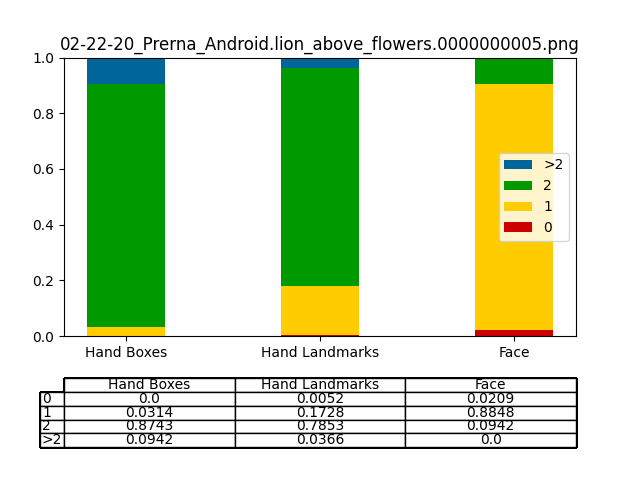 02-22-20_Prerna_Android.lion_above_flowers.0000000005.png
1.0
0.8
0.6
0.4
0.2
0.0
>2
2
1
0
Hand Boxes Hand Landmarks Face
Hand Boxes Hand Landmarks Face
0 0.0 0.0052 0.0209
1 0.0314 0.1728 0.8848
2 0.8743 0.7853 0.0942
>2 0.0942 0.0366 0.0